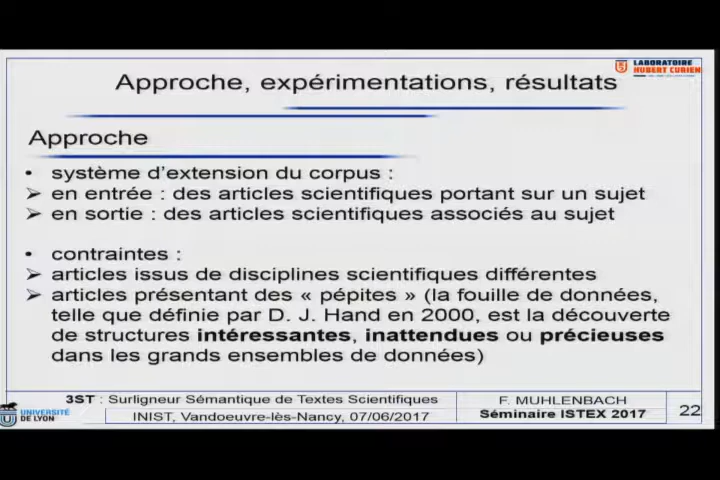 LABORATOIRE
HUBERT CURIEN
Approche, expérimentations, résultats
Approche
• système d'extension du corpus :
➢ en entrée : des articles scientifiques portant sur un sujet
➢ en sortie : des articles scientifiques associés au sujet
• contraintes :
➢ articles issus de disciplines scientifiques différentes
➢ articles présentant des « pépites » (la fouille de données,
telle que définie par D. J. Hand en 2000, est la découverte
de structures intéressantes, inattendues ou précieuses
dans les grands ensembles de données)
3ST : Surligneur Sémantique de Textes Scientifiques
F. MUHLENBACH
22
UNIVERSITÉ
DE LYON
INIST, Vandoeuvre-lès-Nancy, 07/06/2017
Séminaire ISTEX 2017